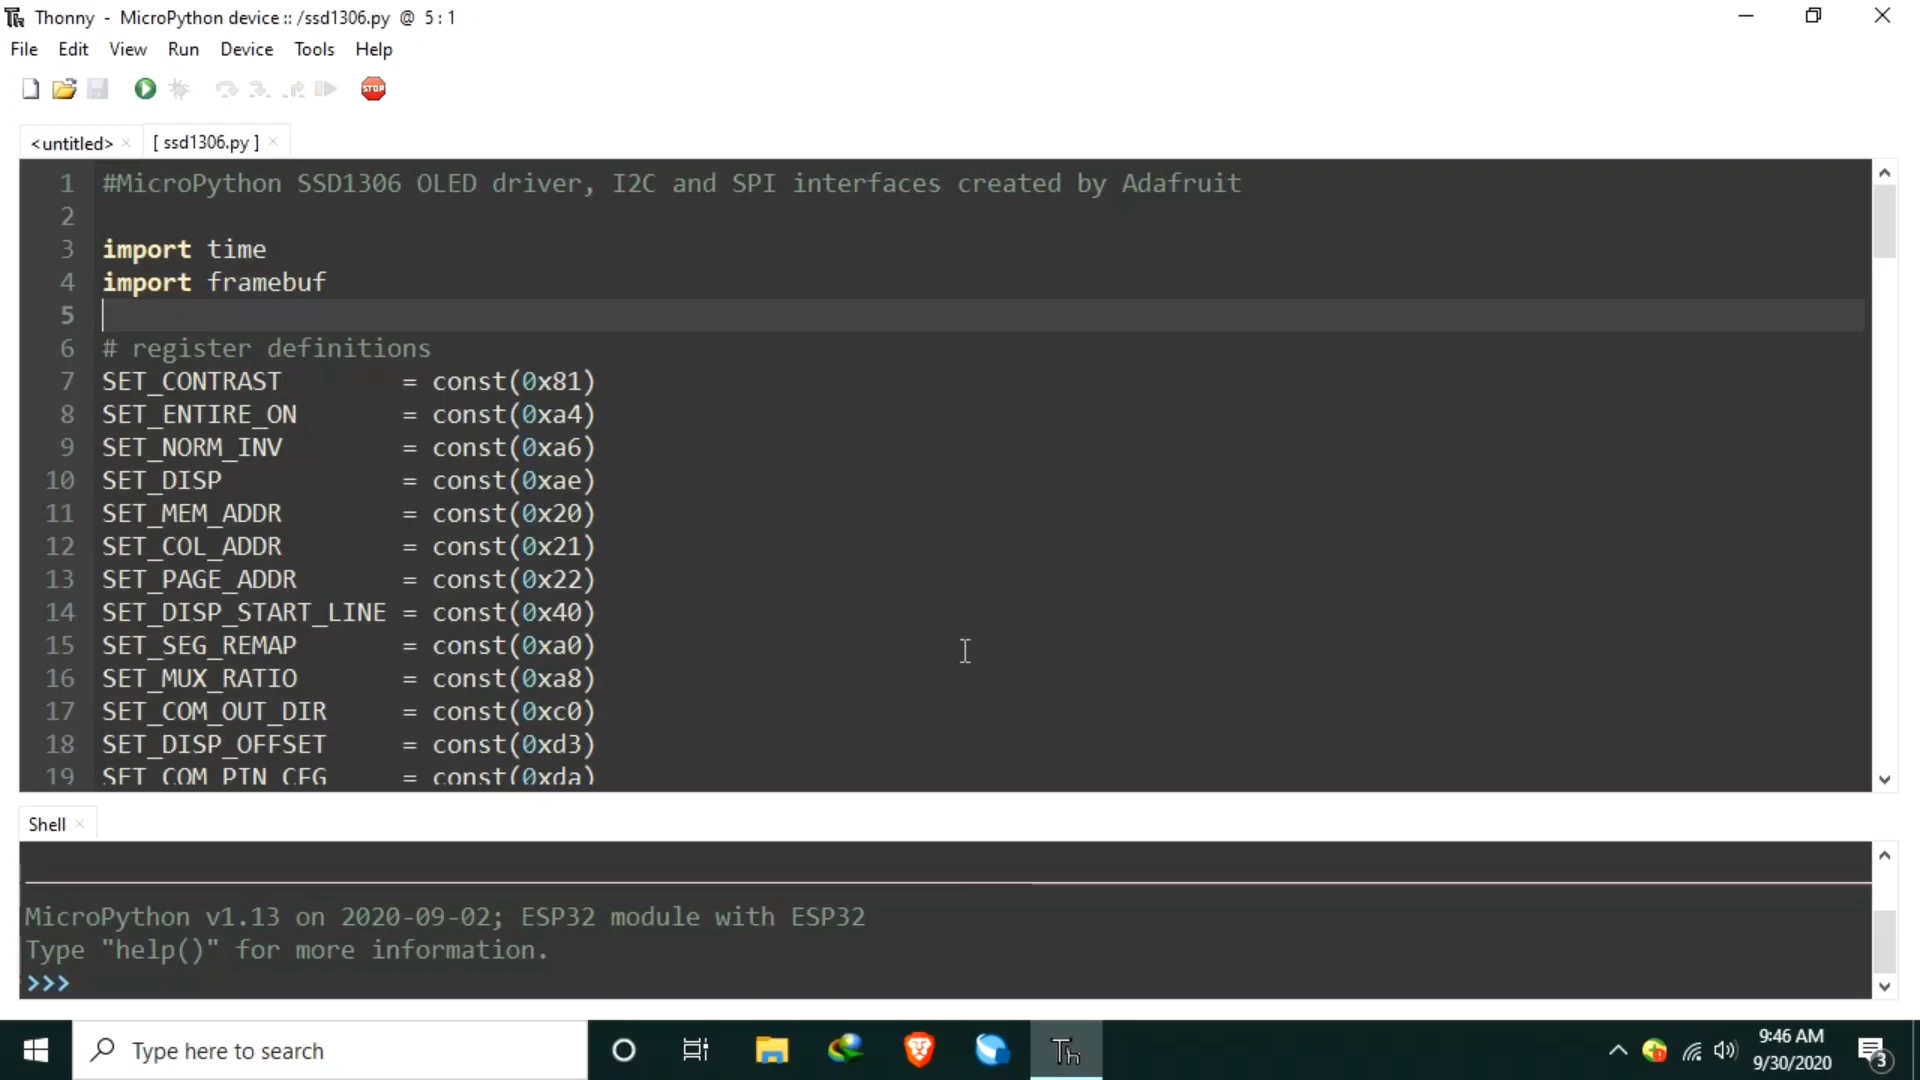 Thonny - MicroPython device :: /ssd1306.py @ 5 : 1
File Edit View Run Device Tools Help
STOP
<untitled> × [ ssd1306.py ] ×
1 #MicroPython SSD1306 OLED driver, I2C and SPI interfaces created by Adafruit
2
3 import time
4 import framebuf
5
6 # register definitions
7 SET_CONTRAST = const(0x81)
8 SET_ENTIRE_ON = const(0xa4)
9 SET_NORM_INV = const(0xa6)
10 SET_DISP = const(0xae)
11 SET_MEM_ADDR = const(0x20)
12 SET_COL_ADDR = const(0x21)
13 SET_PAGE_ADDR = const(0x22)
14 SET_DISP_START_LINE = const(0x40)
15 SET_SEG_REMAP = const(0xa0)
16 SET_MUX_RATIO = const(0xa8)
17 SET_COM_OUT_DIR = const(0xc0)
18 SET_DISP_OFFSET = const(0xd3)
19 SET_COM_PIN_CFG = const(0xda)
Shell ×
MicroPython v1.13 on 2020-09-02; ESP32 module with ESP32
Type "help()" for more information.
>>>
Type here to search
Th
9:46 AM
9/30/2020
3